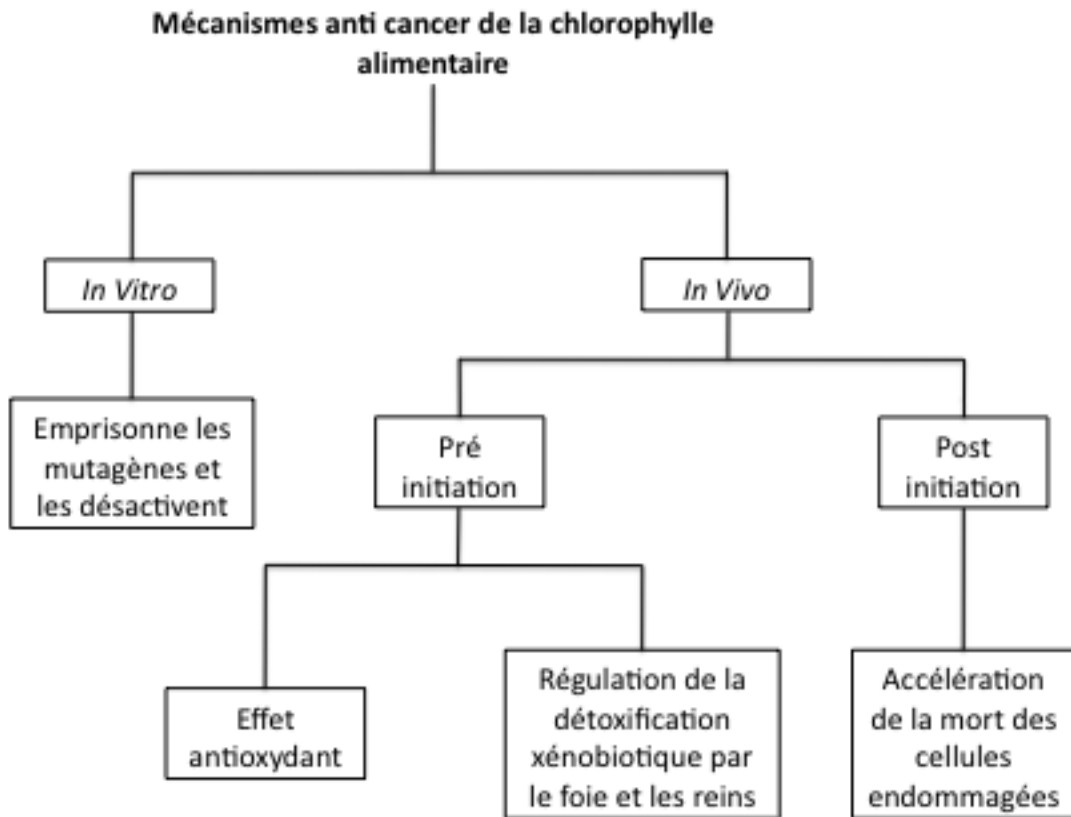 Mécanismes anti cancer de la chlorophylle
alimentaire
In Vitro
In Vivo
Emprisonne les
mutagènes et
les désactivent
Pré
initiation
Post
initiation
Effet
antioxydant
Régulation de la
détoxification
xénobiotique par
le foie et les reins
Accélération
de la mort des
cellules
endommagées